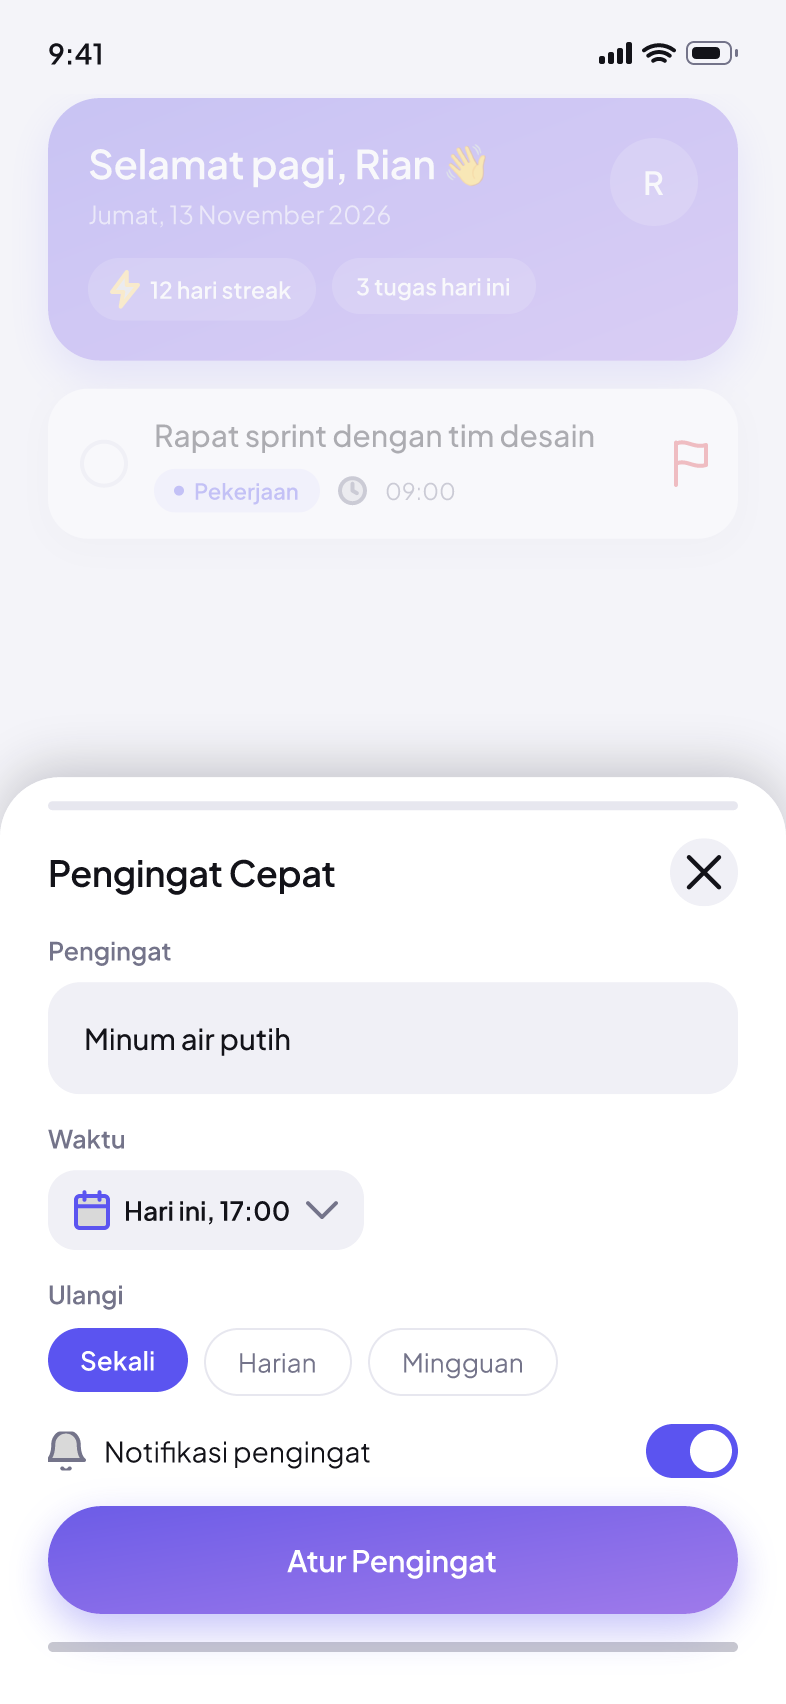 9:41
Selamat pagi, Rian 👋
R
Jumat, 13 November 2026
12 hari streak
3 tugas hari ini
Rapat sprint dengan tim desain
Pekerjaan
09:00
Pengingat Cepat
Pengingat
Minum air putih
Waktu
Hari ini, 17:00
Ulangi
Sekali
Harian
Mingguan
Notifikasi pengingat
Atur Pengingat